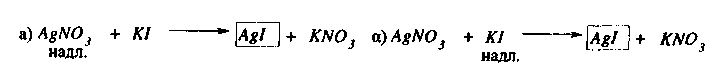 а) AgNO₃ + KI ⟶ AgI + KNO₃ α) AgNO₃ + KI ⟶ AgI + KNO₃
надл. надл.